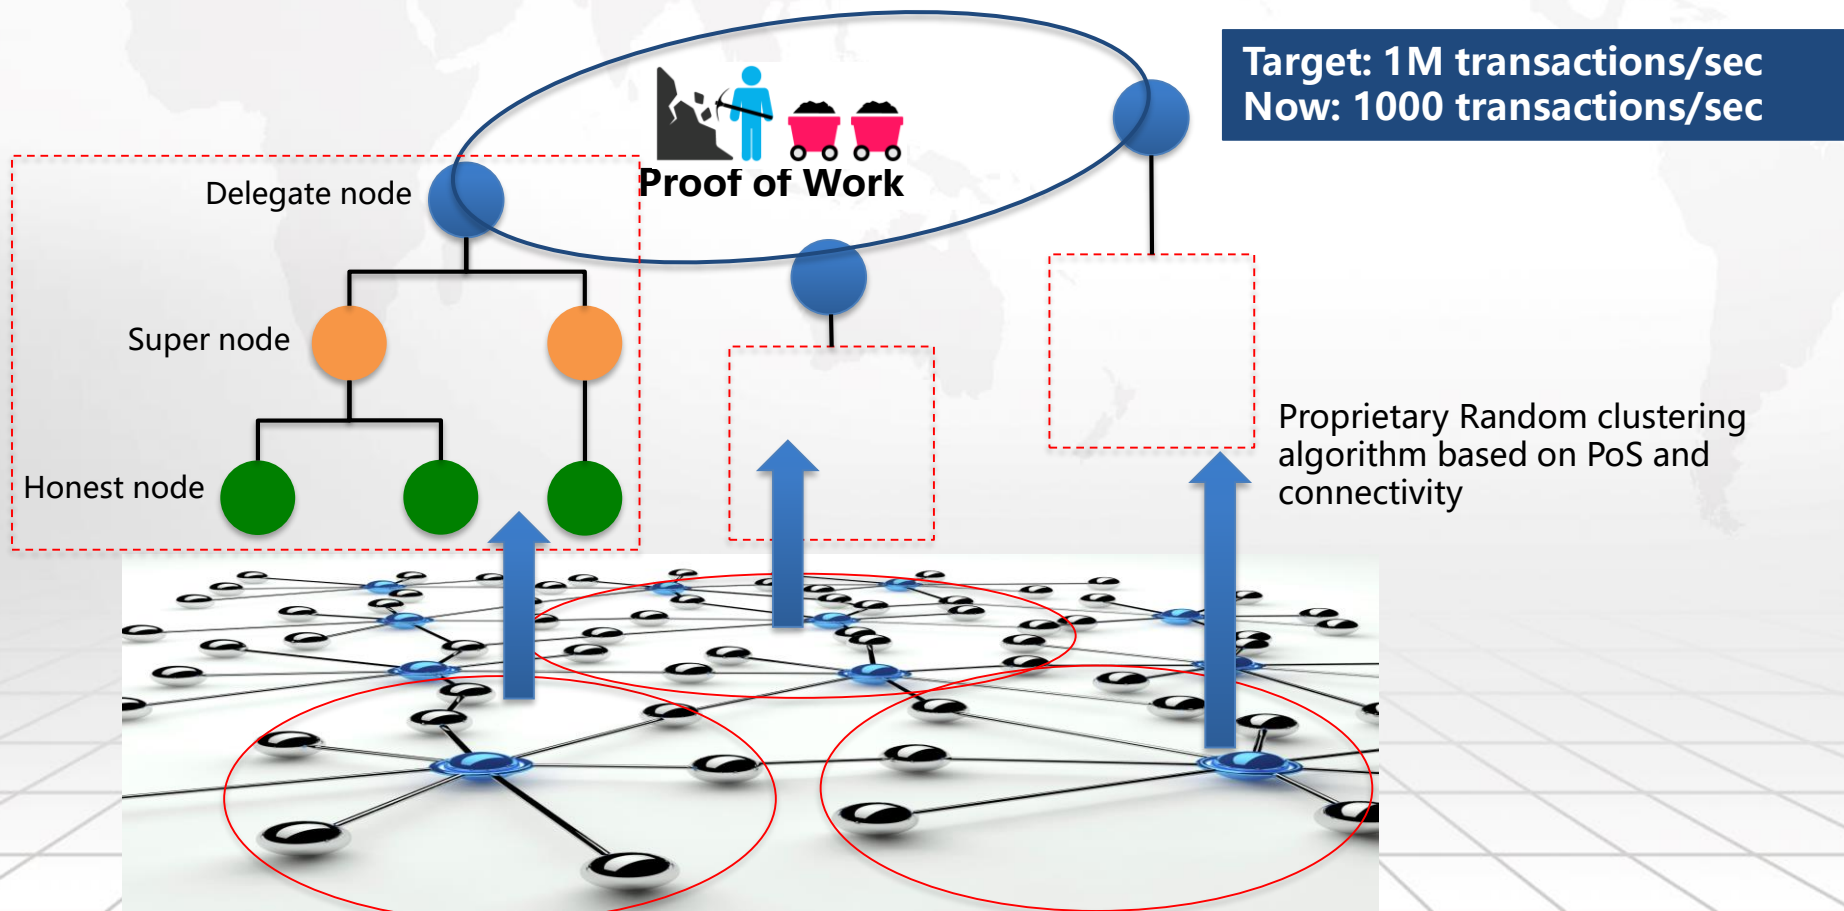 Target: 1M transactions/sec
Now: 1000 transactions/sec
Proof of Work
Delegate node
Super node
Honest node
Proprietary Random clustering
algorithm based on PoS and
connectivity